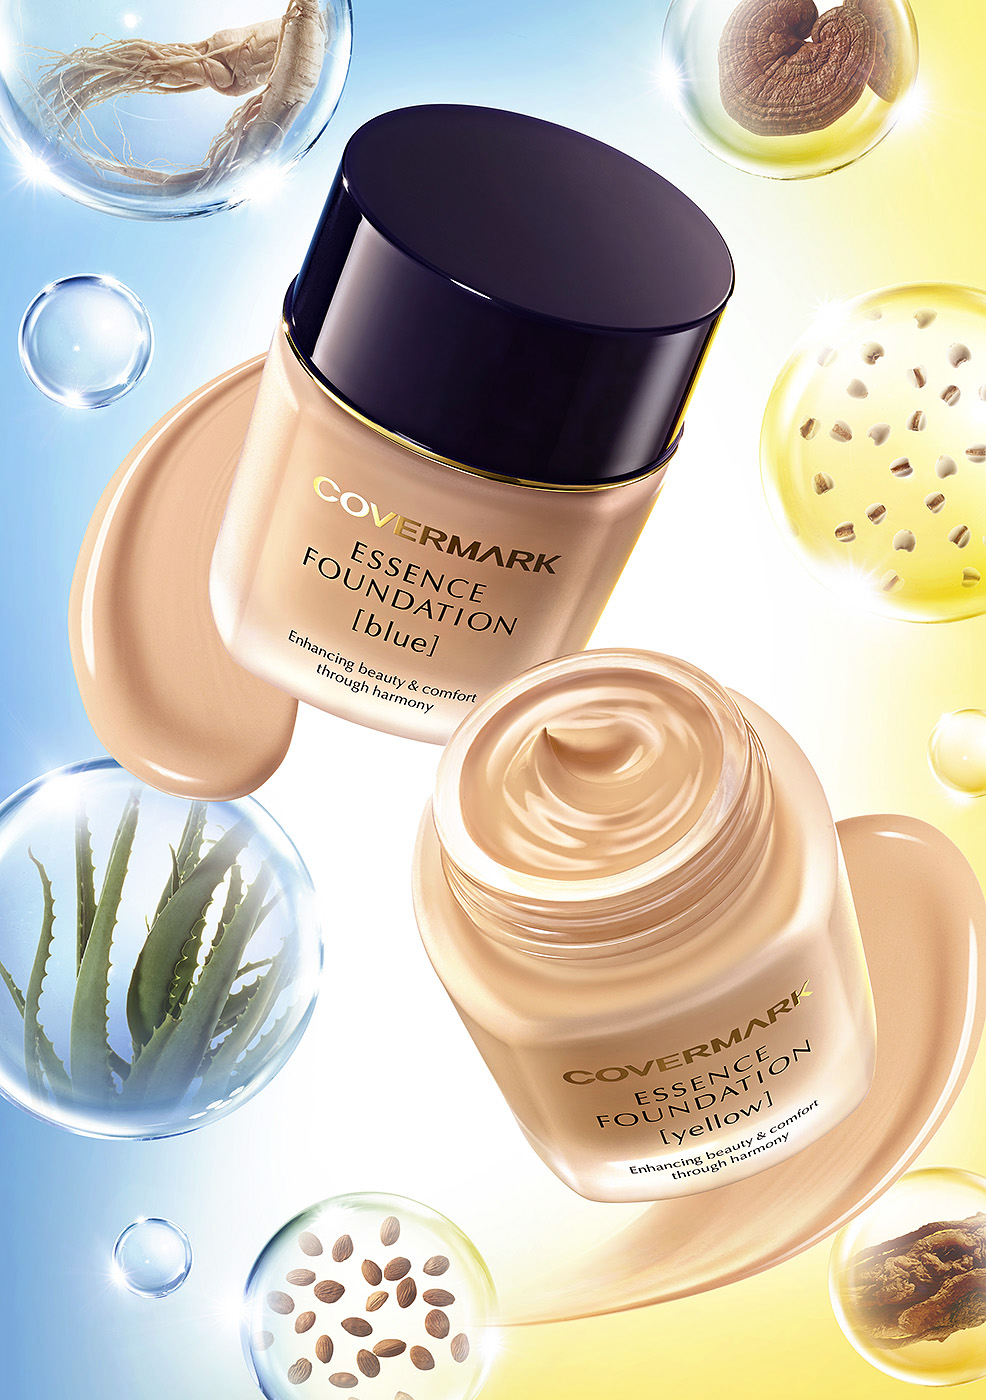 COVERMARK
ESSENCE
FOUNDATION
[blue]
Enhancing beauty & comfort
through harmony
COVERMARK
ESSENCE
FOUNDATION
[yellow]
Enhancing beauty & comfort
through harmony